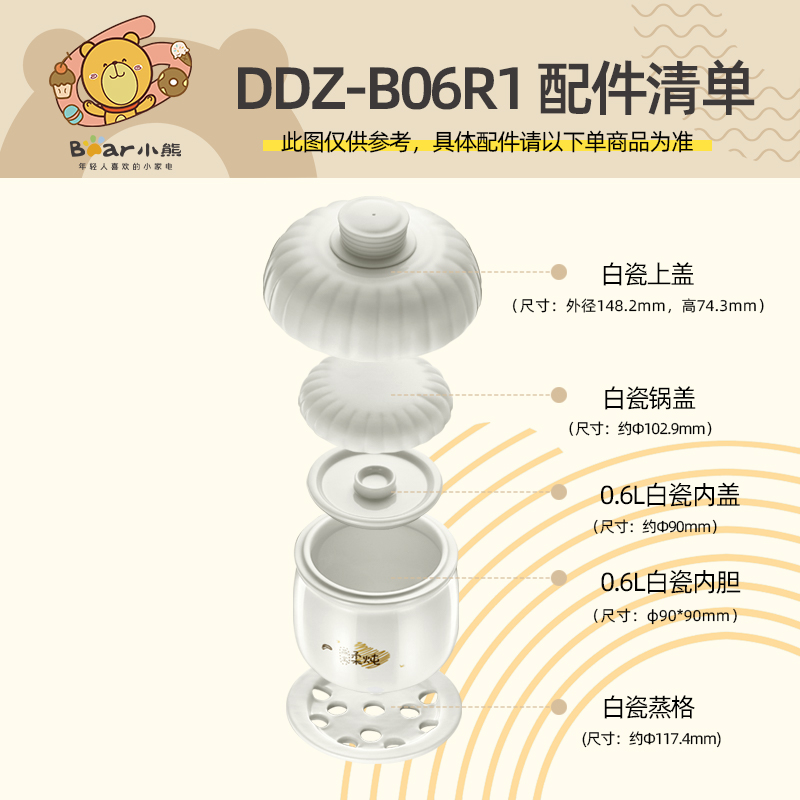 DDZ-B06R1 配件清单
此图仅供参考，具体配件请以下单商品为准
Bear小熊
年轻人喜欢的小家电
白瓷上盖
（尺寸：外径148.2mm，高74.3mm）
白瓷锅盖
（尺寸：约Φ102.9mm）
0.6L白瓷内盖
（尺寸：约Φ90mm）
0.6L白瓷内胆
（尺寸：ф90*90mm）
柔炖
白瓷蒸格
(尺寸：约Φ117.4mm)